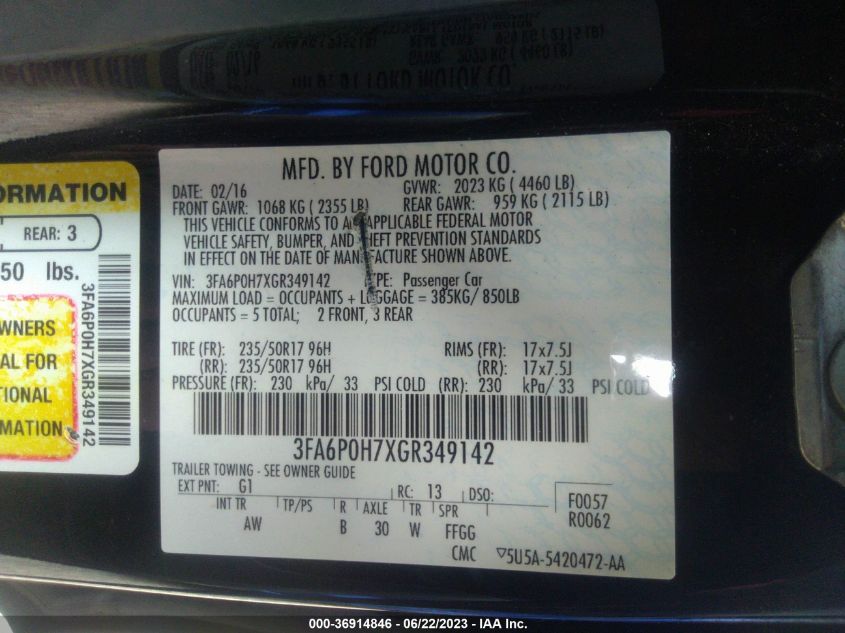 MFD. BY FORD MOTOR CO.
DATE: 02/16 GVWR: 2023 KG ( 4460 LB)
FRONT GAWR: 1068 KG ( 2355 LB) REAR GAWR: 959 KG ( 2115 LB)
THIS VEHICLE CONFORMS TO APPLICABLE FEDERAL MOTOR
VEHICLE SAFETY, BUMPER, AND THEFT PREVENTION STANDARDS
IN EFFECT ON THE DATE OF MANUFACTURE SHOWN ABOVE.
VIN: 3FA6P0H7XGR349142 TYPE: Passenger Car
MAXIMUM LOAD = OCCUPANTS + LUGGAGE = 385KG/ 850LB
OCCUPANTS = 5 TOTAL; 2 FRONT, 3 REAR
TIRE (FR): 235/50R17 96H RIMS (FR): 17x7.5J
(RR): 235/50R17 96H (RR): 17x7.5J
PRESSURE (FR): 230 kPa/ 33 PSI COLD (RR): 230 kPa/ 33 PSI COLD
3FA6P0H7XGR349142
TRAILER TOWING - SEE OWNER GUIDE
EXT PNT: G1 RC: 13 DSO:
INT TR TP/PS R AXLE TR SPR
AW B 30 W FFGG
F0057
R0062
CMC ▽5U5A-5420472-AA
ORMATION
REAR: 3
50 lbs.
WNERS
AL FOR
TIONAL
MATION
3FA6P0H7XGR349142
000-36914846 - 06/22/2023 - IAA Inc.